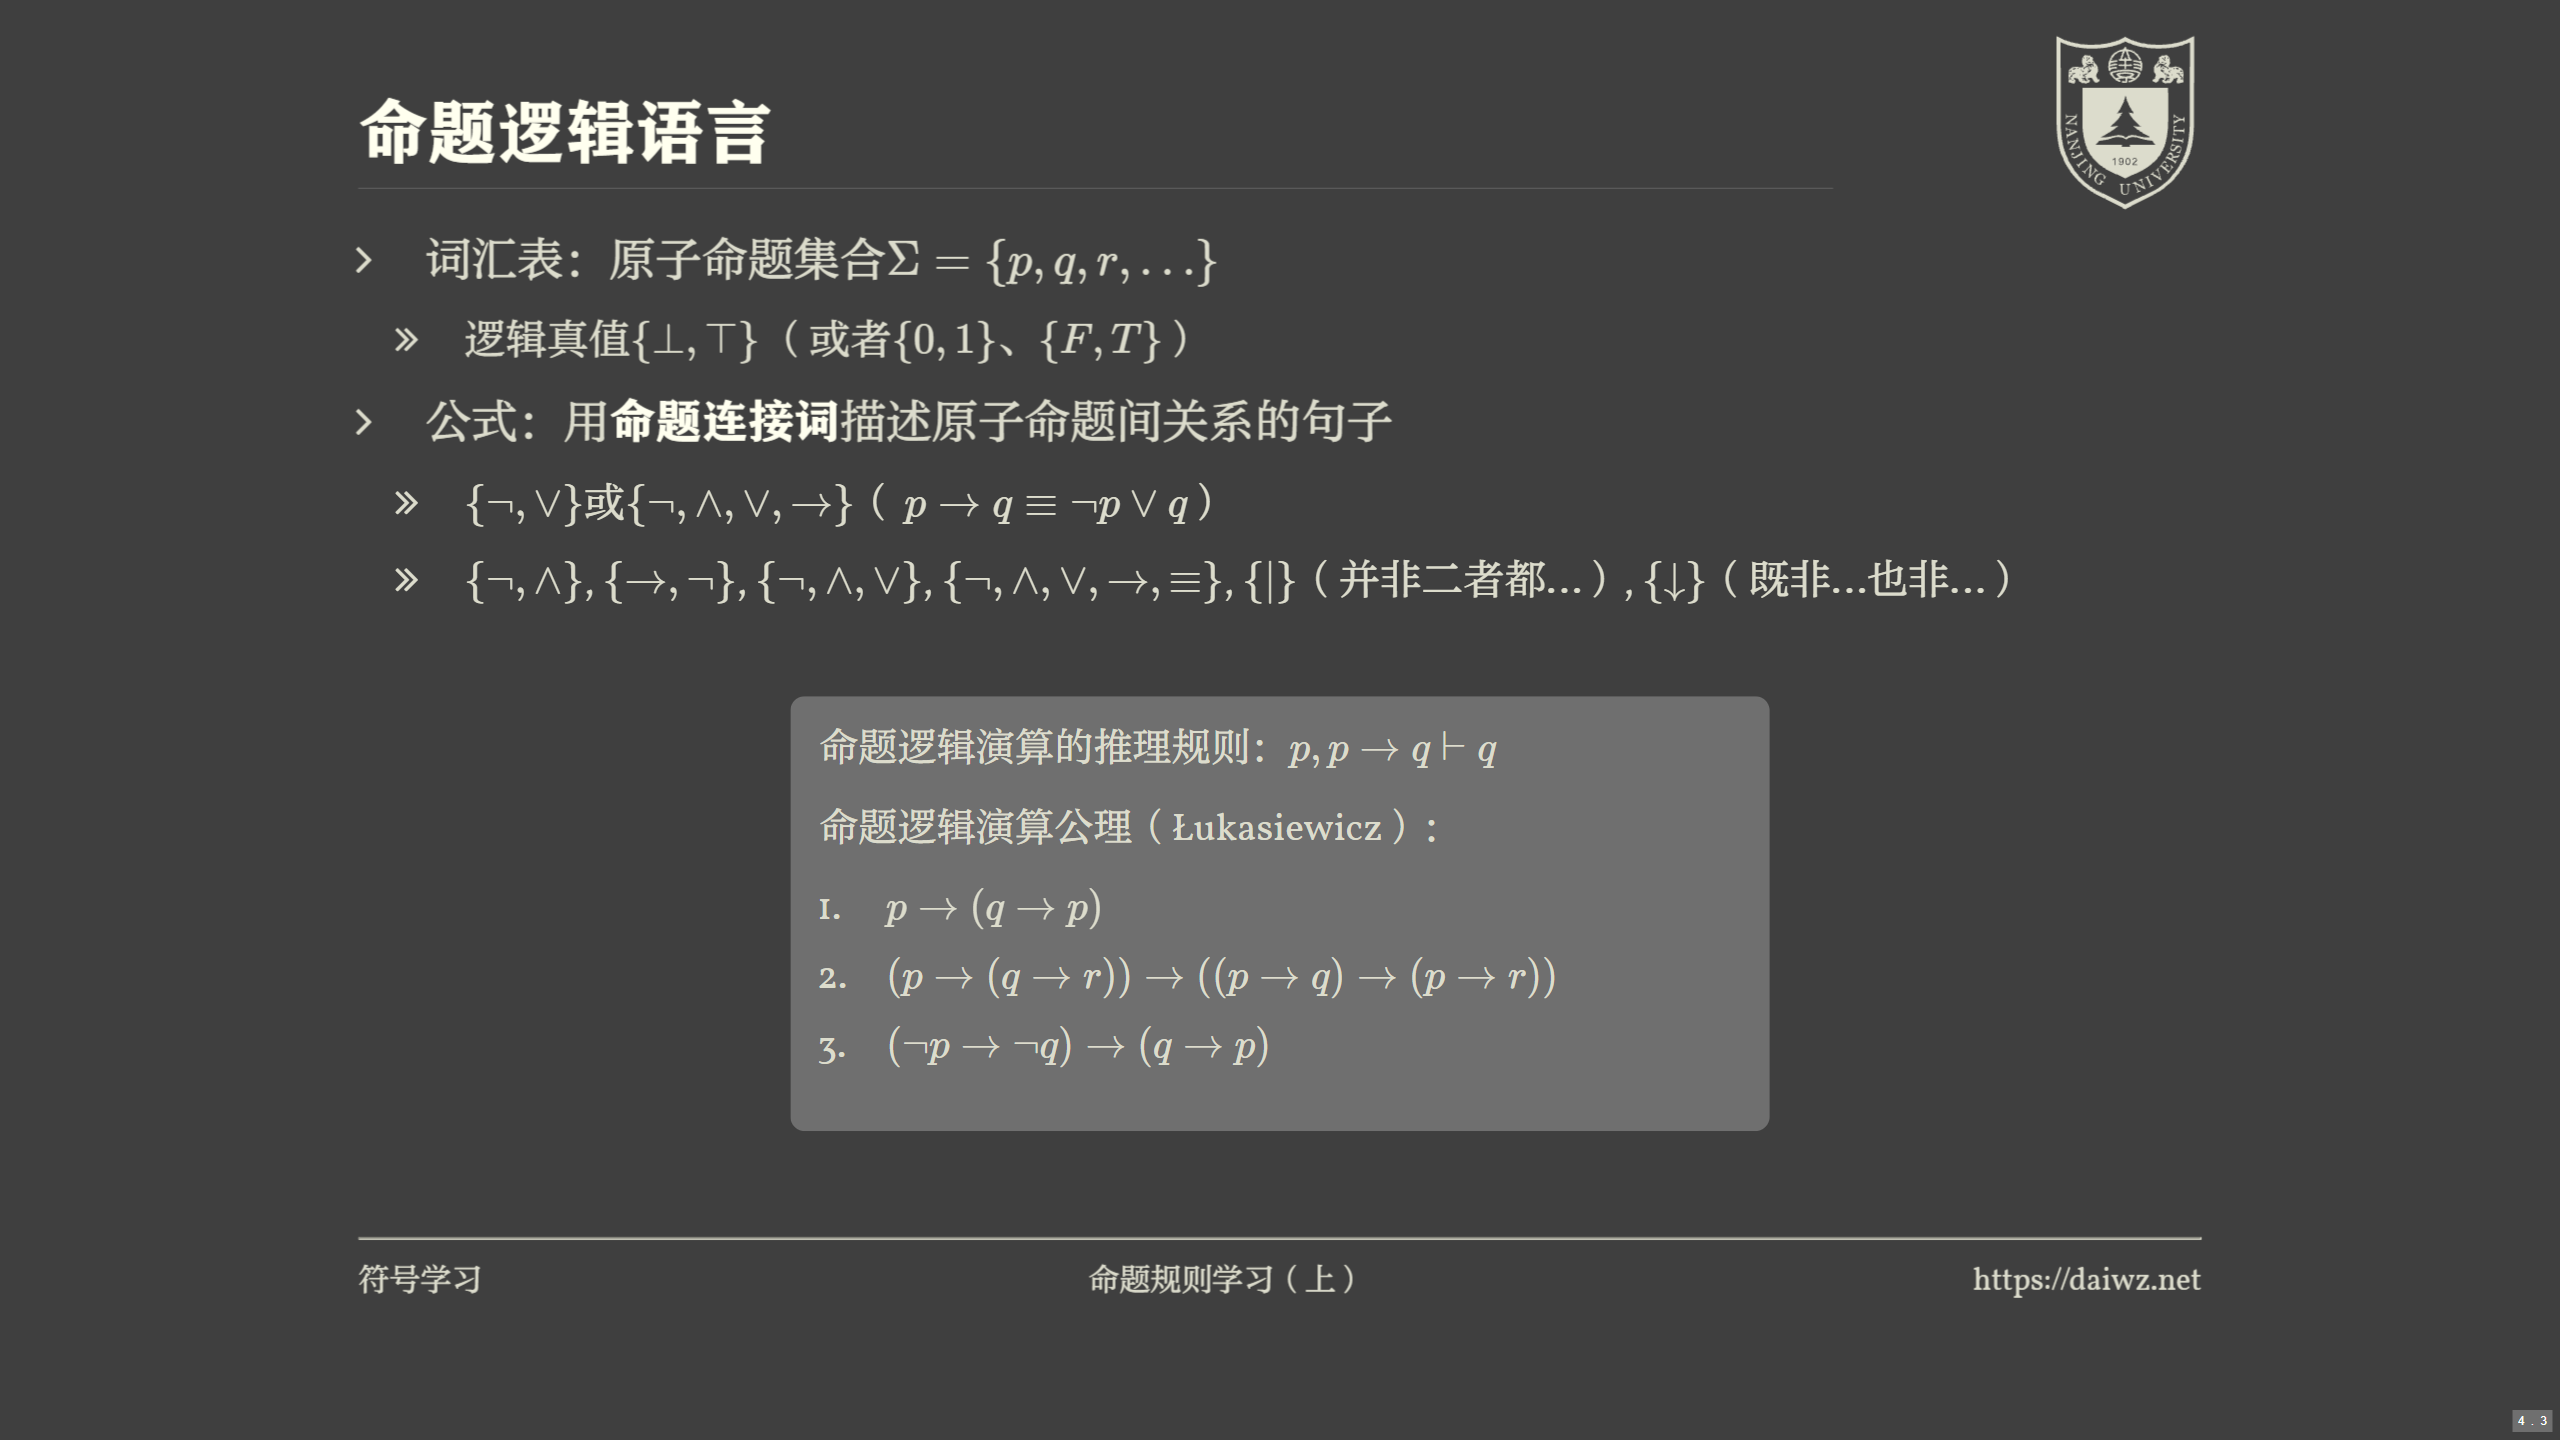 命题逻辑语言
NANJING UNIVERSITY
1902
词汇表：原子命题集合Σ = {p, q, r, …}
逻辑真值{⊥, ⊤}（或者{0, 1}、{F, T}）
公式：用命题连接词描述原子命题间关系的句子
{¬, ∨}或{¬, ∧, ∨, →}（ p → q ≡ ¬p ∨ q）
{¬, ∧}, {→, ¬}, {¬, ∧, ∨}, {¬, ∧, ∨, →, ≡}, {|}（并非二者都…）, {↓}（既非…也非…）
命题逻辑演算的推理规则：p, p → q ⊢ q
命题逻辑演算公理（Łukasiewicz）：
1. p → (q → p)
2. (p → (q → r)) → ((p → q) → (p → r))
3. (¬p → ¬q) → (q → p)
符号学习
命题规则学习（上）
https://daiwz.net
4 . 3